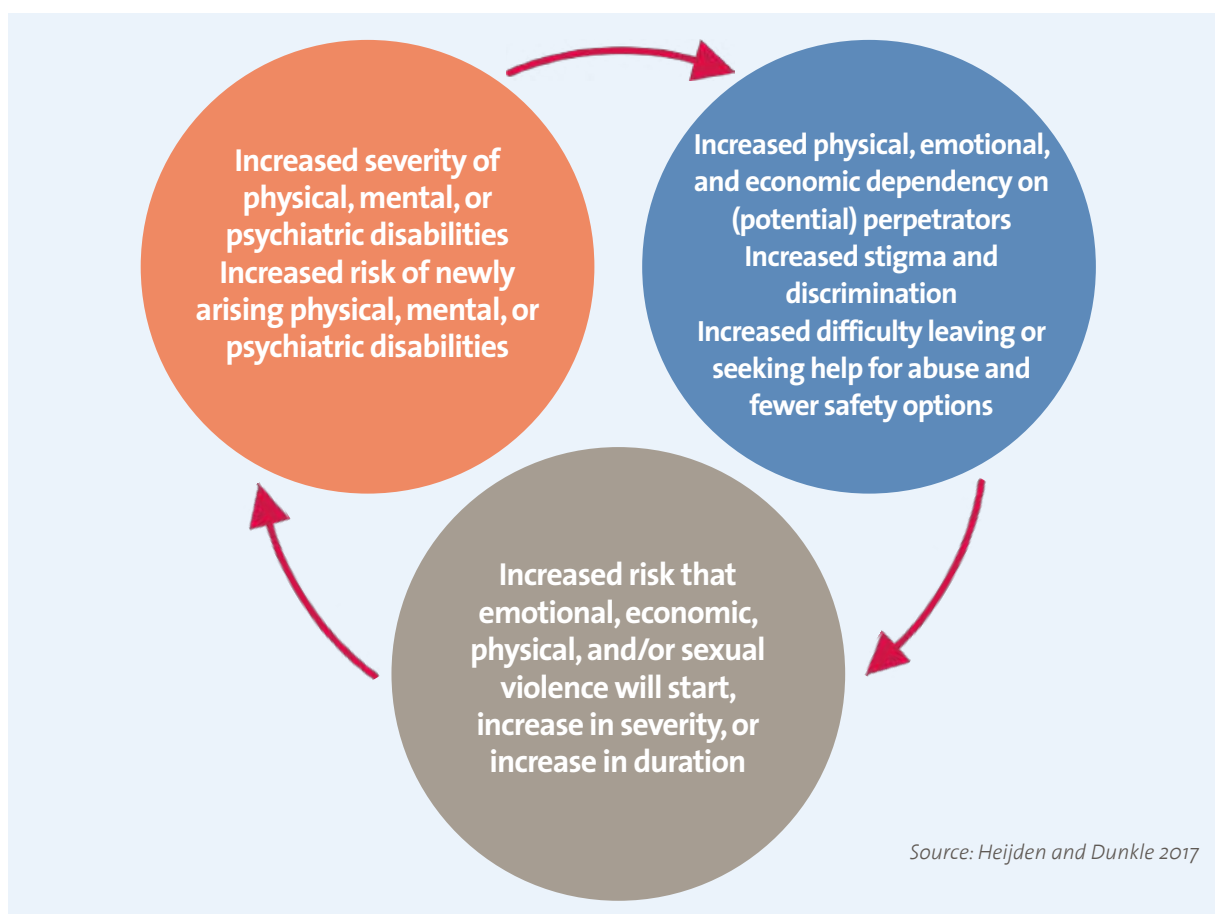 Increased severity of
physical, mental, or
psychiatric disabilities
Increased risk of newly
arising physical, mental, or
psychiatric disabilities
Increased physical, emotional,
and economic dependency on
(potential) perpetrators
Increased stigma and
discrimination
Increased difficulty leaving or
seeking help for abuse and
fewer safety options
Increased risk that
emotional, economic,
physical, and/or sexual
violence will start,
increase in severity, or
increase in duration
Source: Heijden and Dunkle 2017